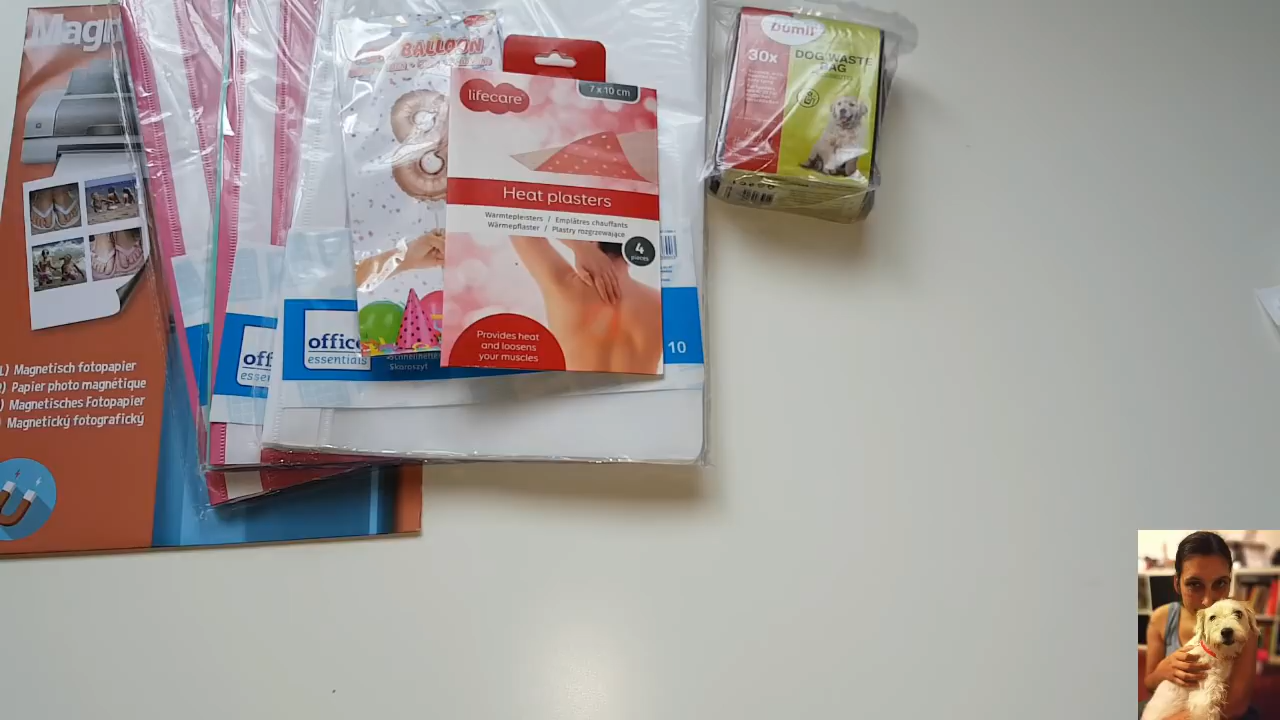 Magn
) Magnetisch fotopapier
) Papier photo magnétique
) Magnetisches Fotopapier
) Magnetický fotografický
office
essentials
off
esse
Skoroszyt
10
BALLOON
lifecare
7 x 10 cm
Heat plasters
Warmtepleisters / Emplâtres chauffants
Wärmepflaster / Plastry rozgrzewające
4
pieces
Provides heat
and loosens
your muscles
Dumil
30x
DOG WASTE
BAG